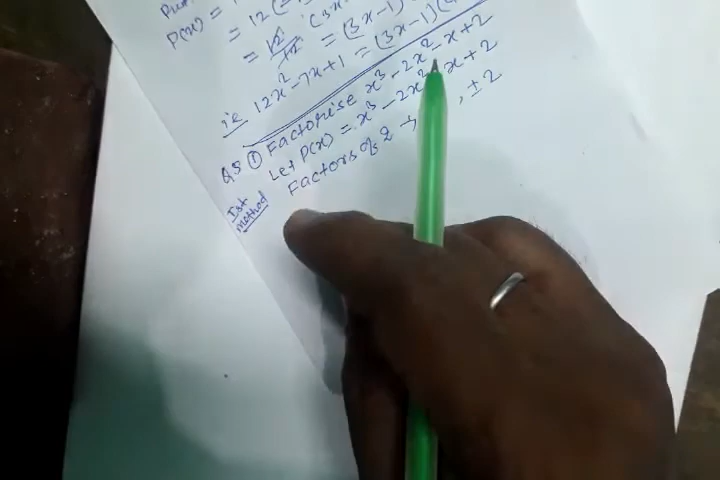 P(x) =
= 12
= (3x-1)
ie 12x² - 7x + 1 = (3x-1)
Q5 ① Factorise x³ - 2x² - x + 2
Let P(x) = x³ - 2x² x + 2
Ist method
Factors of 2 → , ± 2